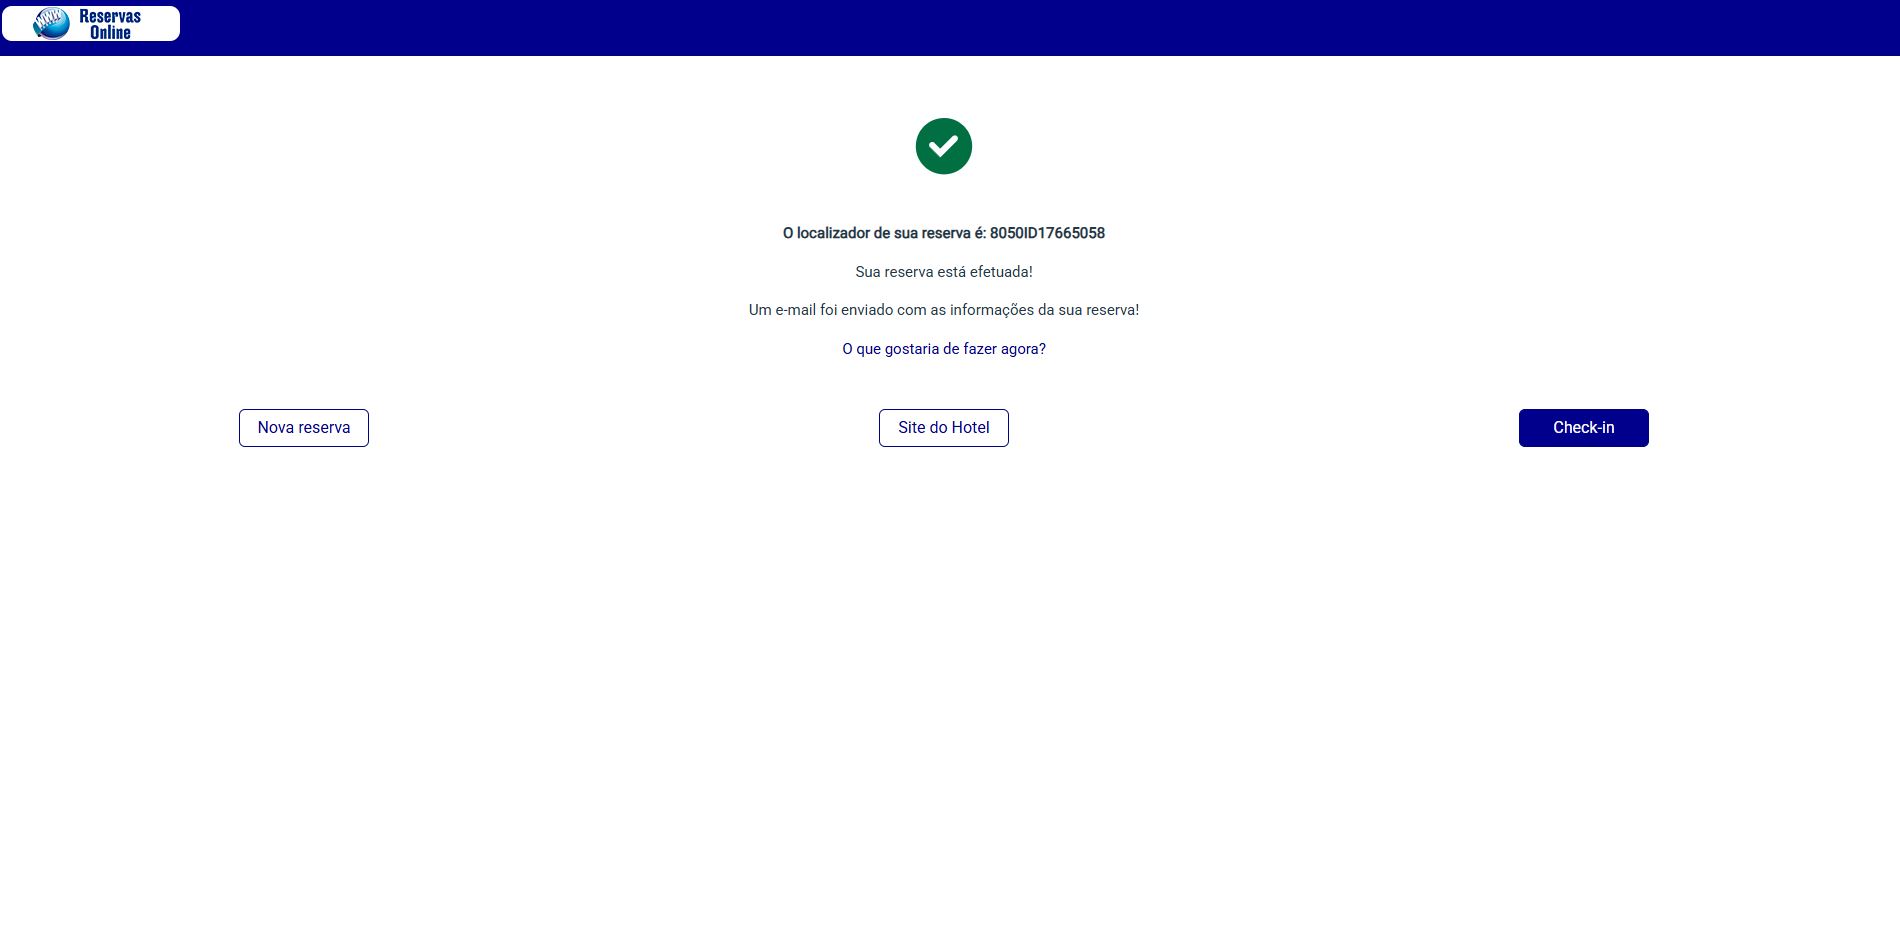 WWW
Reservas
Online
O localizador de sua reserva é: 8050ID17665058
Sua reserva está efetuada!
Um e-mail foi enviado com as informações da sua reserva!
O que gostaria de fazer agora?
Nova reserva
Site do Hotel
Check-in